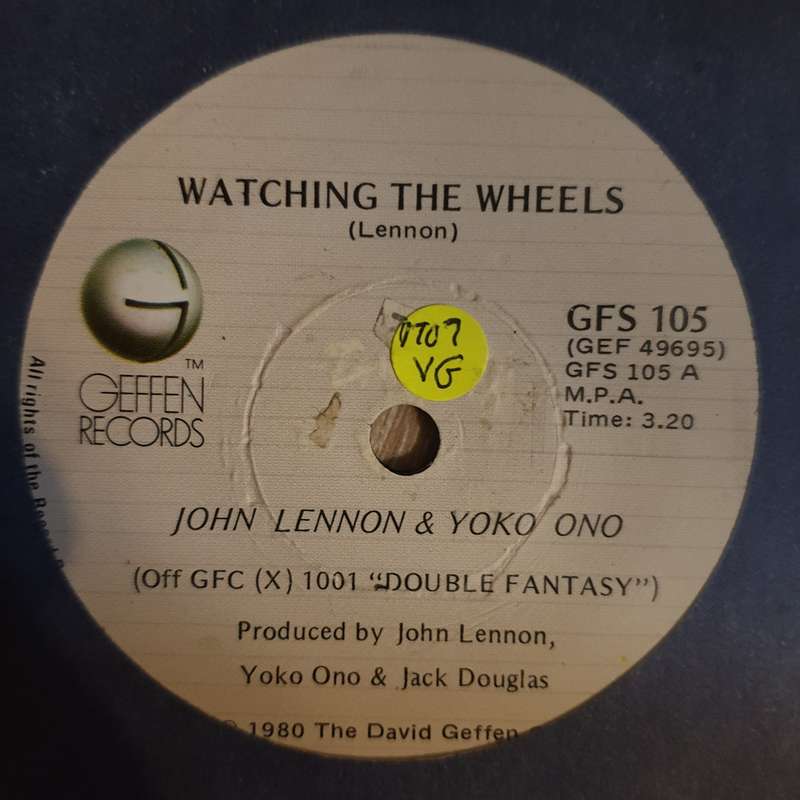 WATCHING THE WHEELS
(Lennon)
GFS 105
(GEF 49695)
GFS 105 A
M.P.A.
Time: 3.20
VG
TM
GEFFEN
RECORDS
JOHN LENNON & YOKO ONO
(Off GFC (X) 1001 "DOUBLE FANTASY")
Produced by John Lennon,
Yoko Ono & Jack Douglas
1980 The David Geffen
All rights of the